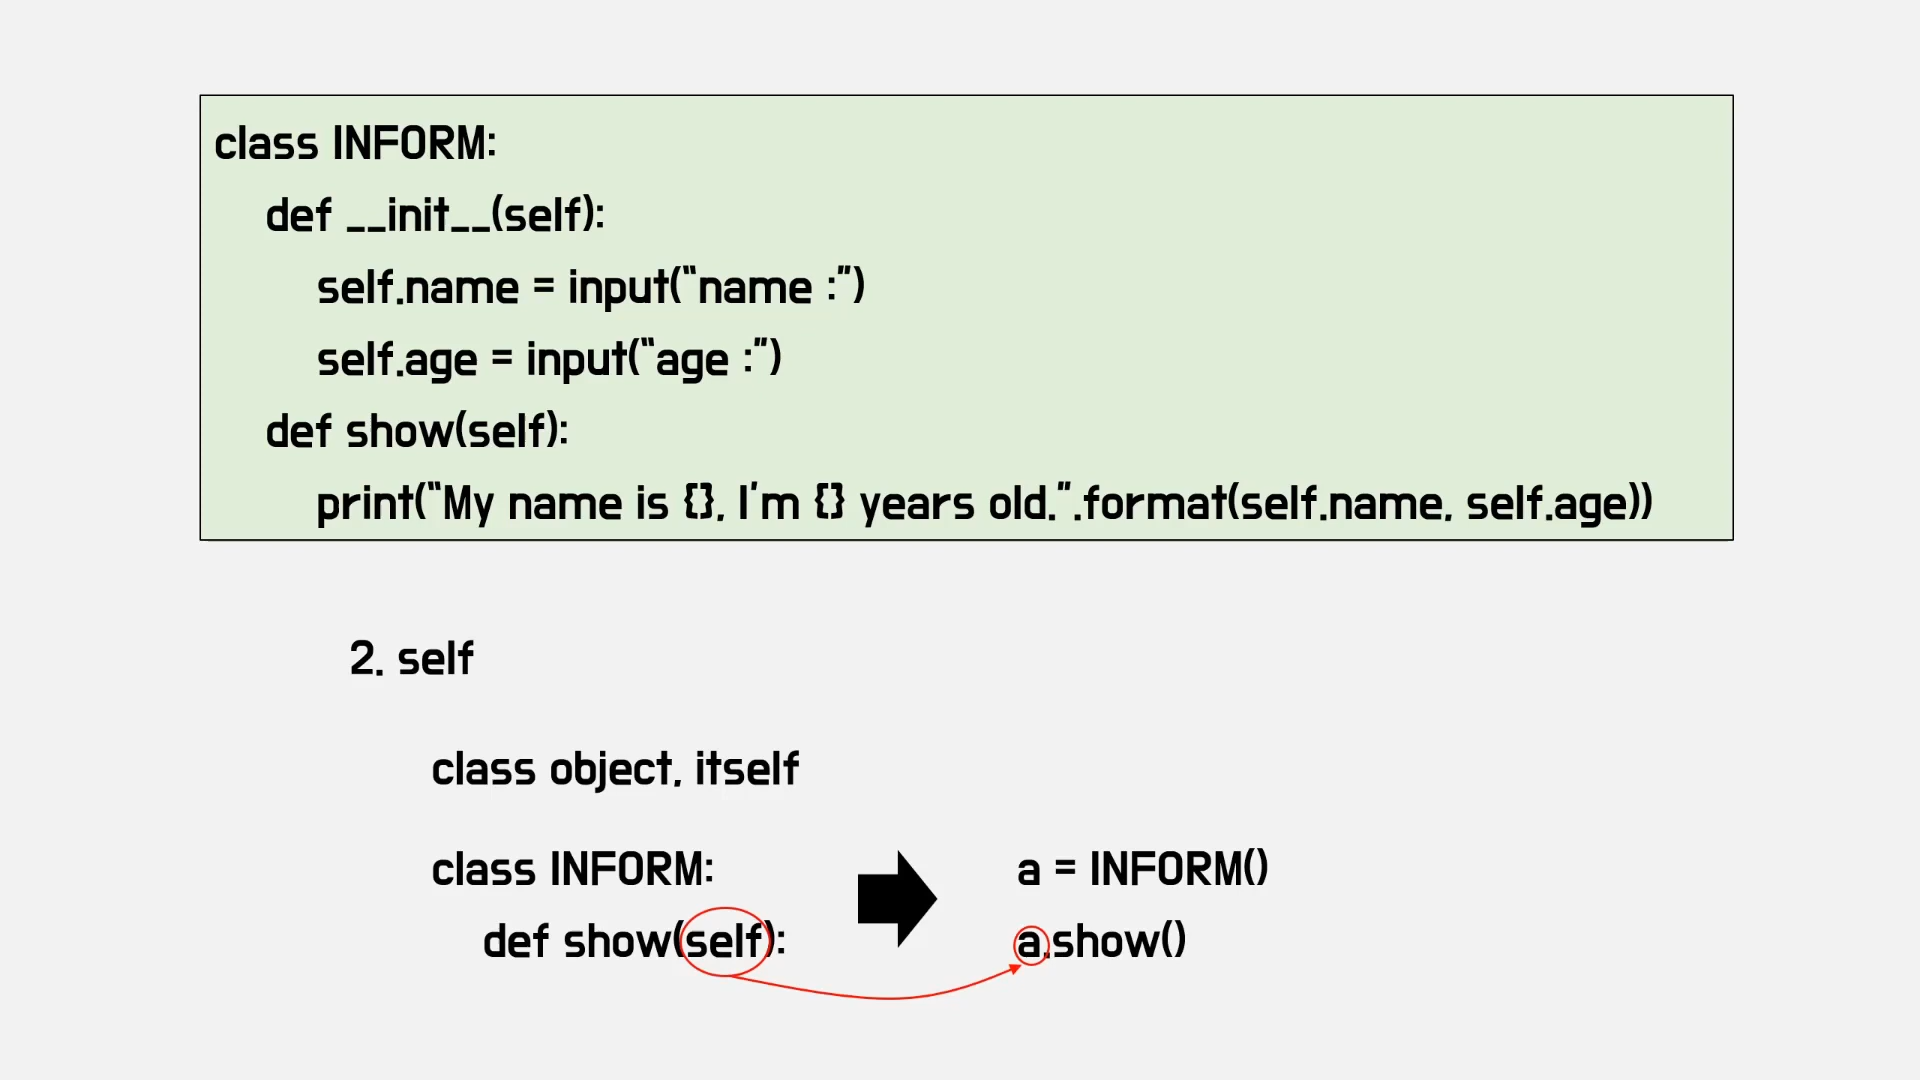 class INFORM:
def __init__(self):
self.name = input(“name :”)
self.age = input(“age :”)
def show(self):
print(“My name is {}, I’m {} years old.”.format(self.name, self.age))
2. self
class object, itself
class INFORM:
def show(self):
a = INFORM()
a.show()